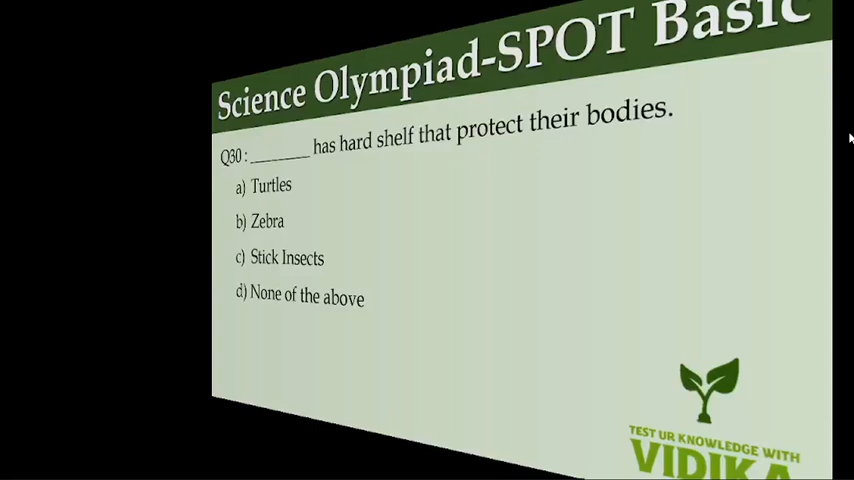 Science Olympiad-SPOT Basic
Q30 : ________ has hard shelf that protect their bodies.
a) Turtles
b) Zebra
c) Stick Insects
d) None of the above
TEST UR KNOWLEDGE WITH
VIDIKA